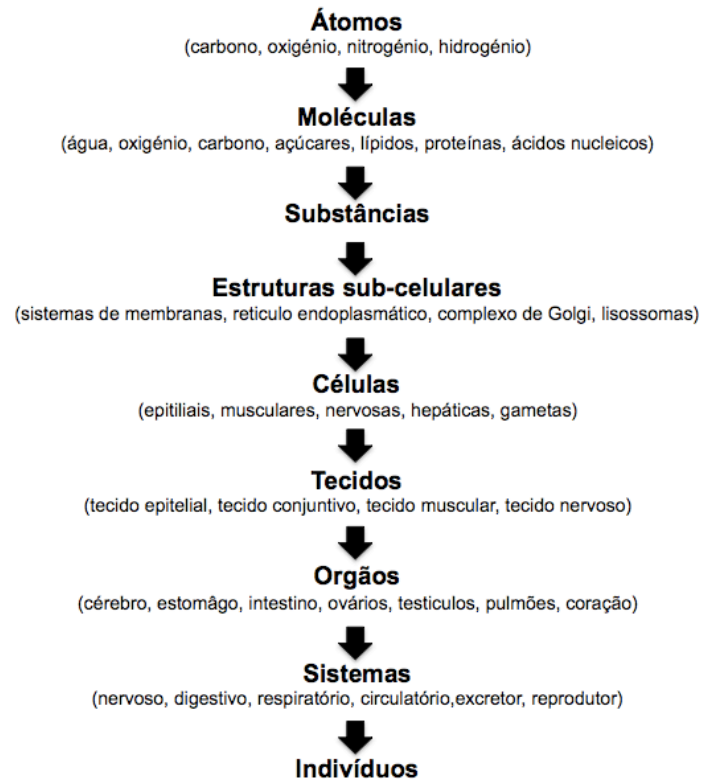 Átomos
(carbono, oxigénio, nitrogénio, hidrogénio)
Moléculas
(água, oxigénio, carbono, açúcares, lípidos, proteínas, ácidos nucleicos)
Substâncias
Estruturas sub-celulares
(sistemas de membranas, reticulo endoplasmático, complexo de Golgi, lisossomas)
Células
(epitiliais, musculares, nervosas, hepáticas, gametas)
Tecidos
(tecido epitelial, tecido conjuntivo, tecido muscular, tecido nervoso)
Orgãos
(cérebro, estomâgo, intestino, ovários, testiculos, pulmões, coração)
Sistemas
(nervoso, digestivo, respiratório, circulatório,excretor, reprodutor)
Indivíduos